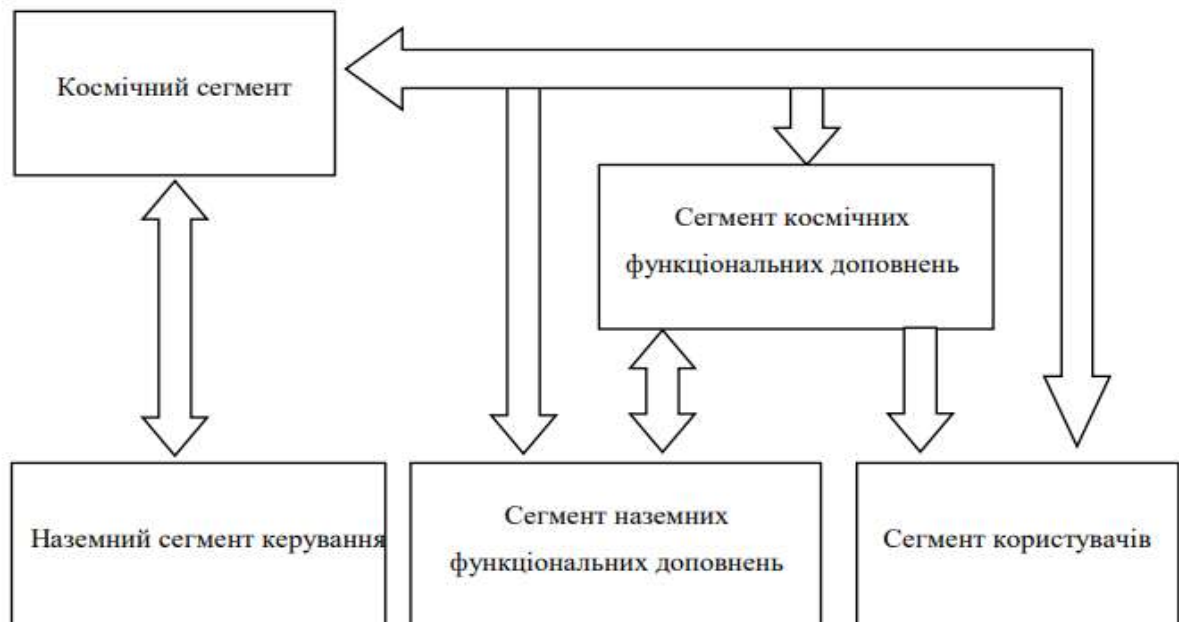 Космічний сегмент
Сегмент космічних
функціональних доповнень
Наземний сегмент керування
Сегмент наземних
функціональних доповнень
Сегмент користувачів